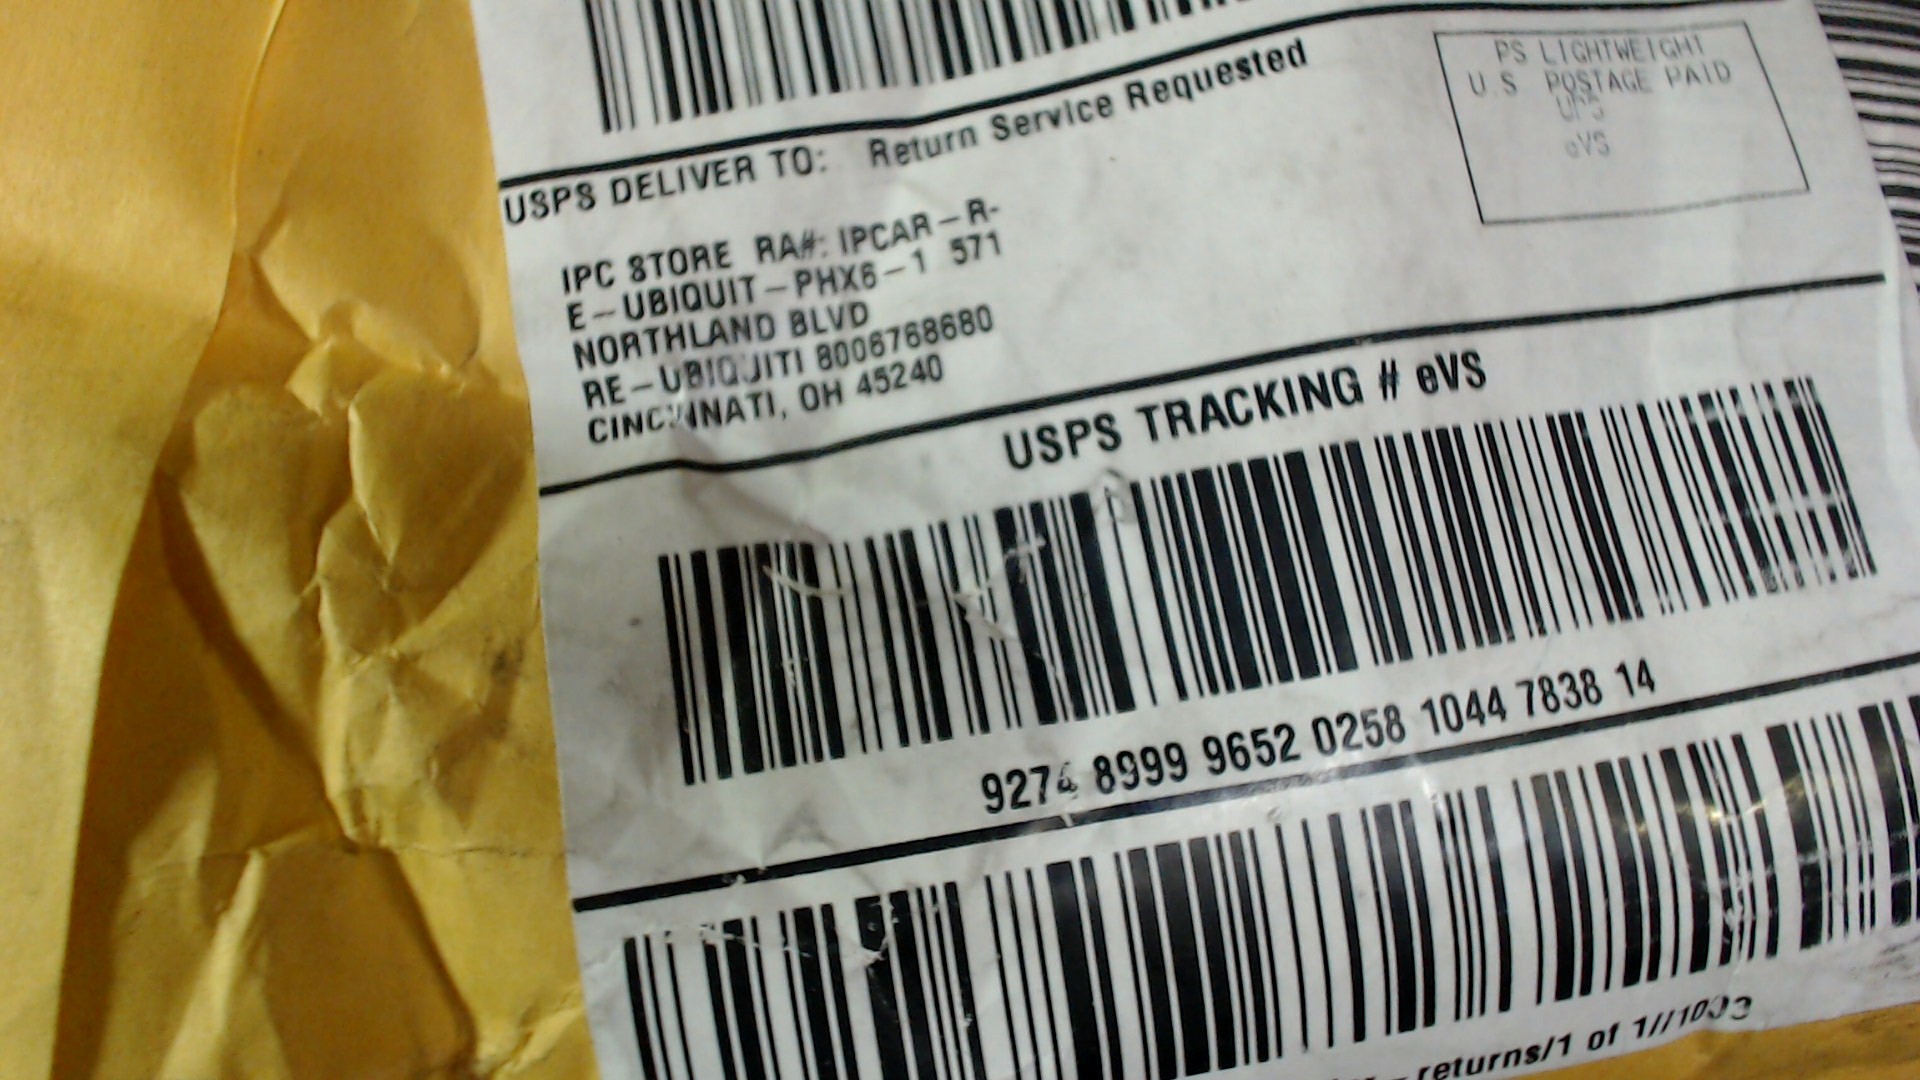 PS LIGHTWEIGHT
U.S POSTAGE PAID
UPS
eVS
USPS DELIVER TO: Return Service Requested
IPC STORE RA#: IPCAR-R-
E-UBIQUIT-PHX6-1 571
NORTHLAND BLVD
RE-UBIQUITI 8006768680
CINCINNATI, OH 45240
USPS TRACKING # eVS
9274 8999 9652 0258 1044 7838 14
returns/1 of 1//